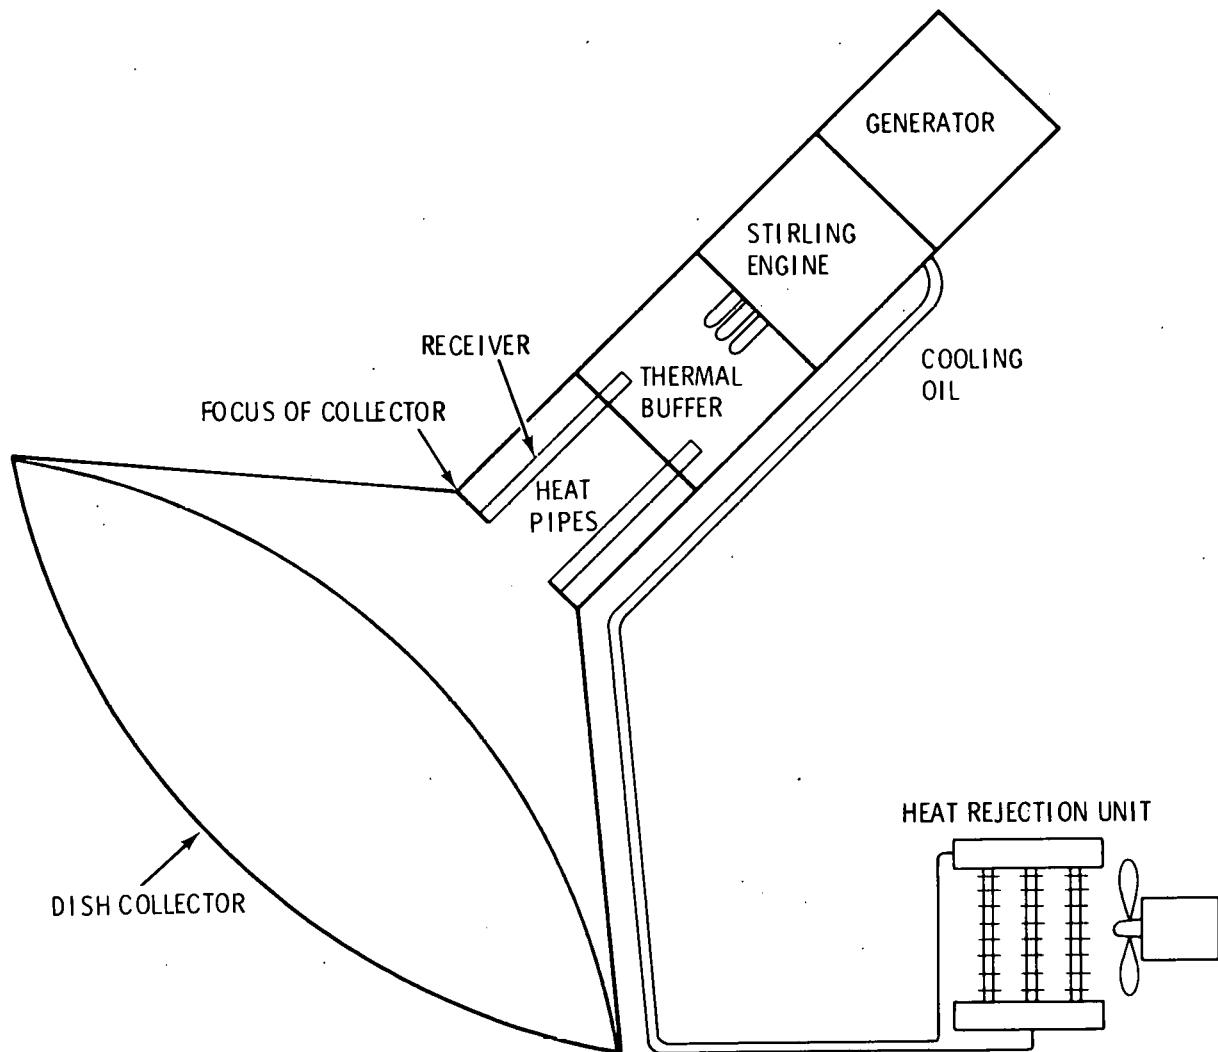 GENERATOR
STIRLING
ENGINE
RECEIVER
COOLING
OIL
THERMAL
BUFFER
FOCUS OF COLLECTOR
HEAT
PIPES
HEAT REJECTION UNIT
DISH COLLECTOR